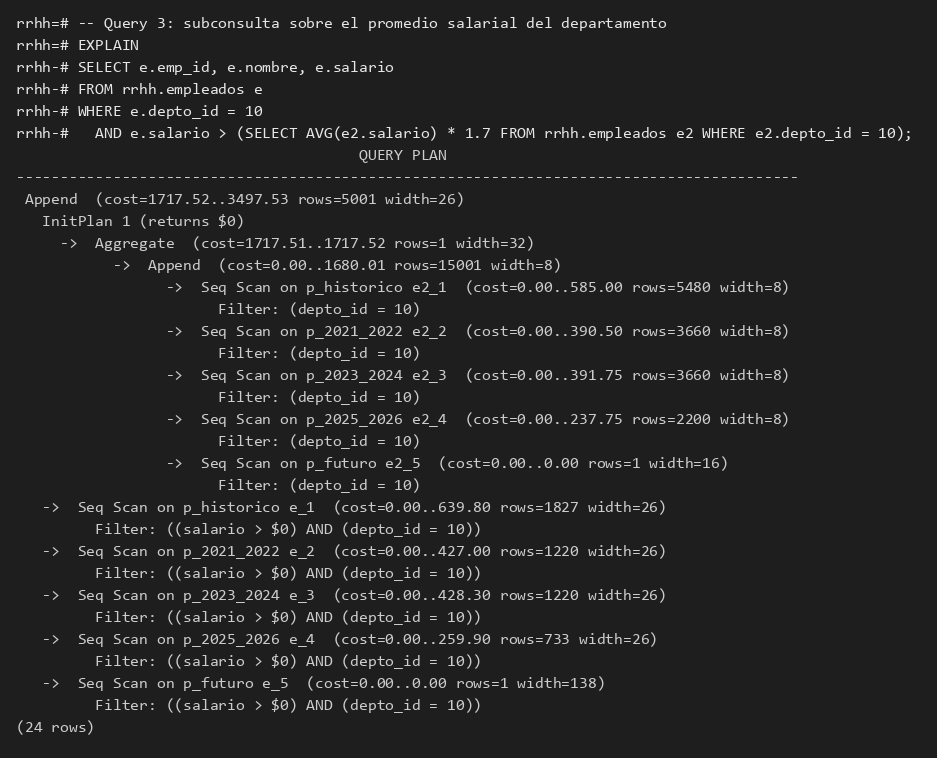 rrhh=# -- Query 3: subconsulta sobre el promedio salarial del departamento
rrhh=# EXPLAIN
rrhh-# SELECT e.emp_id, e.nombre, e.salario
rrhh-# FROM rrhh.empleados e
rrhh-# WHERE e.depto_id = 10
rrhh-#   AND e.salario > (SELECT AVG(e2.salario) * 1.7 FROM rrhh.empleados e2 WHERE e2.depto_id = 10);
                                       QUERY PLAN
-----------------------------------------------------------------------------------------
 Append  (cost=1717.52..3497.53 rows=5001 width=26)
   InitPlan 1 (returns $0)
     ->  Aggregate  (cost=1717.51..1717.52 rows=1 width=32)
           ->  Append  (cost=0.00..1680.01 rows=15001 width=8)
                 ->  Seq Scan on p_historico e2_1  (cost=0.00..585.00 rows=5480 width=8)
                       Filter: (depto_id = 10)
                 ->  Seq Scan on p_2021_2022 e2_2  (cost=0.00..390.50 rows=3660 width=8)
                       Filter: (depto_id = 10)
                 ->  Seq Scan on p_2023_2024 e2_3  (cost=0.00..391.75 rows=3660 width=8)
                       Filter: (depto_id = 10)
                 ->  Seq Scan on p_2025_2026 e2_4  (cost=0.00..237.75 rows=2200 width=8)
                       Filter: (depto_id = 10)
                 ->  Seq Scan on p_futuro e2_5  (cost=0.00..0.00 rows=1 width=16)
                       Filter: (depto_id = 10)
   ->  Seq Scan on p_historico e_1  (cost=0.00..639.80 rows=1827 width=26)
         Filter: ((salario > $0) AND (depto_id = 10))
   ->  Seq Scan on p_2021_2022 e_2  (cost=0.00..427.00 rows=1220 width=26)
         Filter: ((salario > $0) AND (depto_id = 10))
   ->  Seq Scan on p_2023_2024 e_3  (cost=0.00..428.30 rows=1220 width=26)
         Filter: ((salario > $0) AND (depto_id = 10))
   ->  Seq Scan on p_2025_2026 e_4  (cost=0.00..259.90 rows=733 width=26)
         Filter: ((salario > $0) AND (depto_id = 10))
   ->  Seq Scan on p_futuro e_5  (cost=0.00..0.00 rows=1 width=138)
         Filter: ((salario > $0) AND (depto_id = 10))
(24 rows)